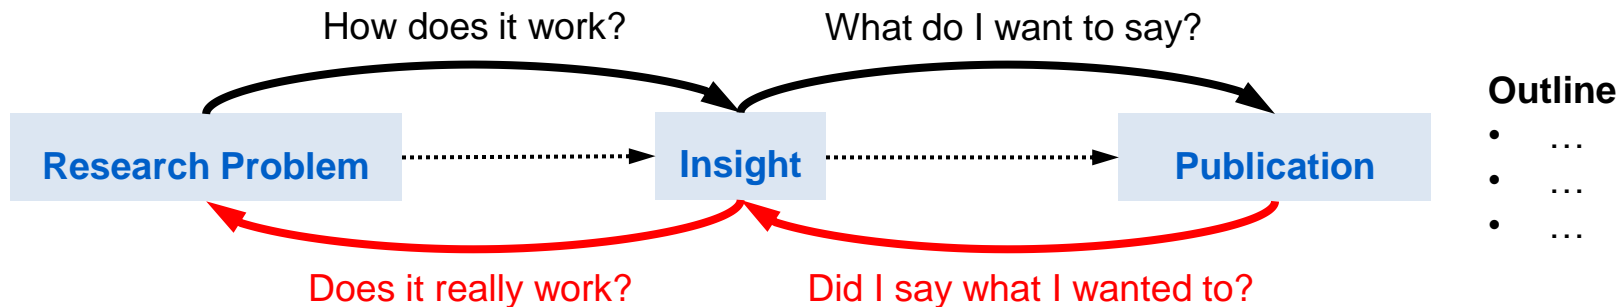 How does it work?
What do I want to say?
Research Problem
Insight
Publication
Does it really work?
Did I say what I wanted to?
Outline
• …
• …
• …